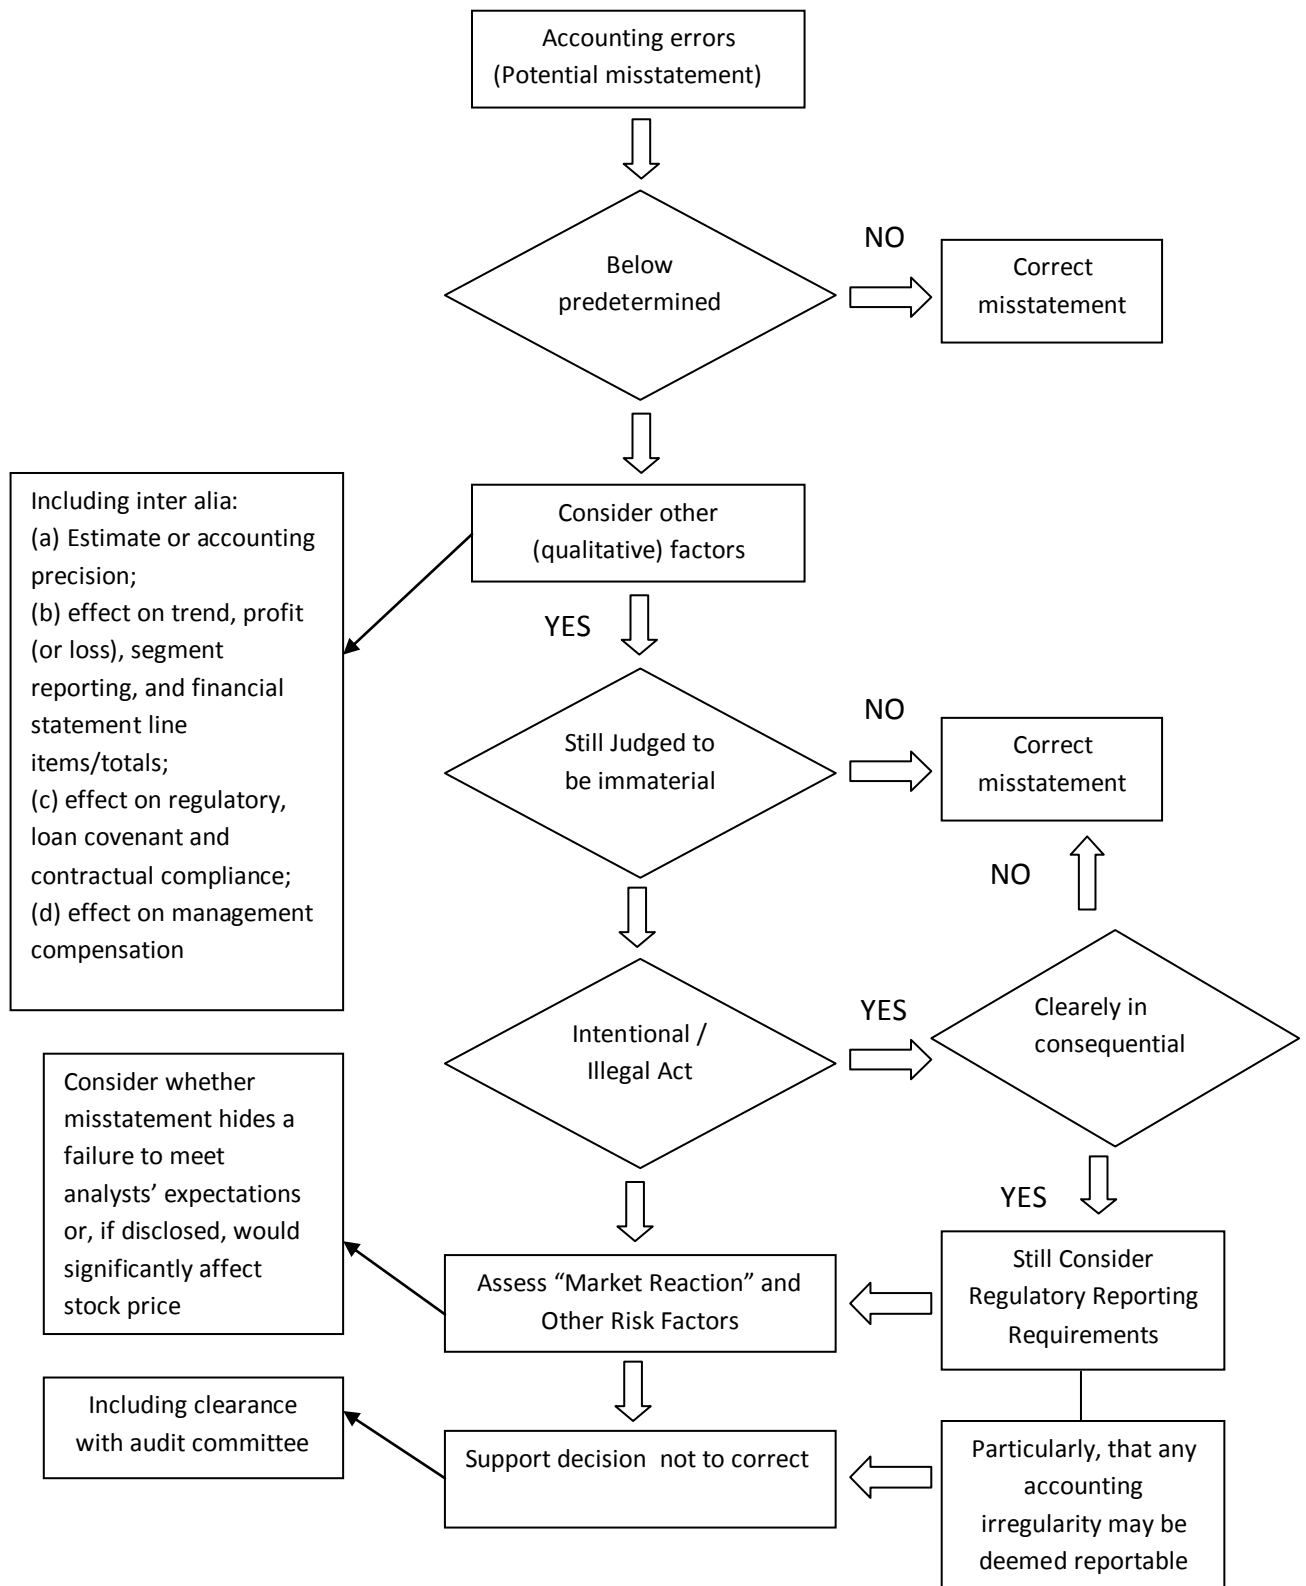 Accounting errors
(Potential misstatement)
Below
predetermined
NO
Correct
misstatement
Including inter alia:
(a) Estimate or accounting
precision;
(b) effect on trend, profit
(or loss), segment
reporting, and financial
statement line
items/totals;
(c) effect on regulatory,
loan covenant and
contractual compliance;
(d) effect on management
compensation
Consider other
(qualitative) factors
YES
Still Judged to
be immaterial
NO
Correct
misstatement
NO
Intentional /
Illegal Act
YES
Clearely in
consequential
YES
Consider whether
misstatement hides a
failure to meet
analysts’ expectations
or, if disclosed, would
significantly affect
stock price
Assess “Market Reaction” and
Other Risk Factors
Still Consider
Regulatory Reporting
Requirements
Including clearance
with audit committee
Support decision  not to correct
Particularly, that any
accounting
irregularity may be
deemed reportable